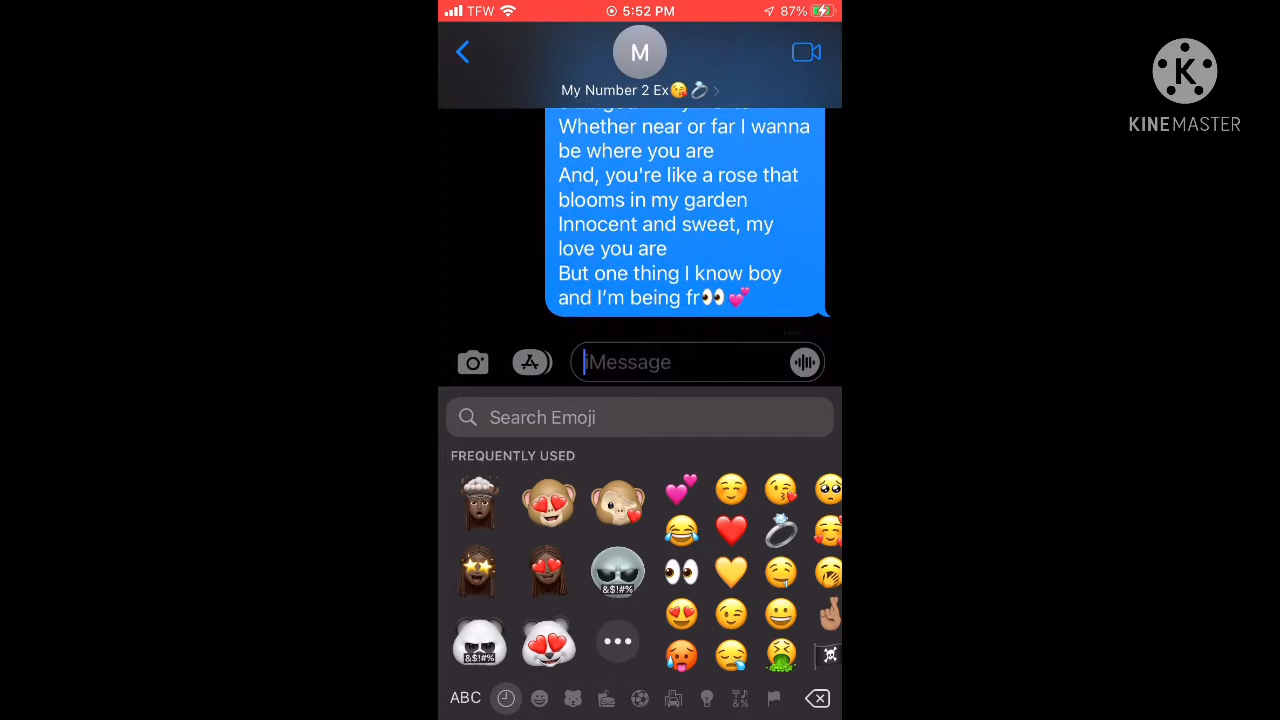 TFW 5:52 PM 87%
M
My Number 2 Ex😘💍 >
KINEMASTER
Whether near or far I wanna
be where you are
And, you're like a rose that
blooms in my garden
Innocent and sweet, my
love you are
But one thing I know boy
and I’m being fr👀💕
iMessage
Search Emoji
FREQUENTLY USED
&$!#%
&$!#%
ABC